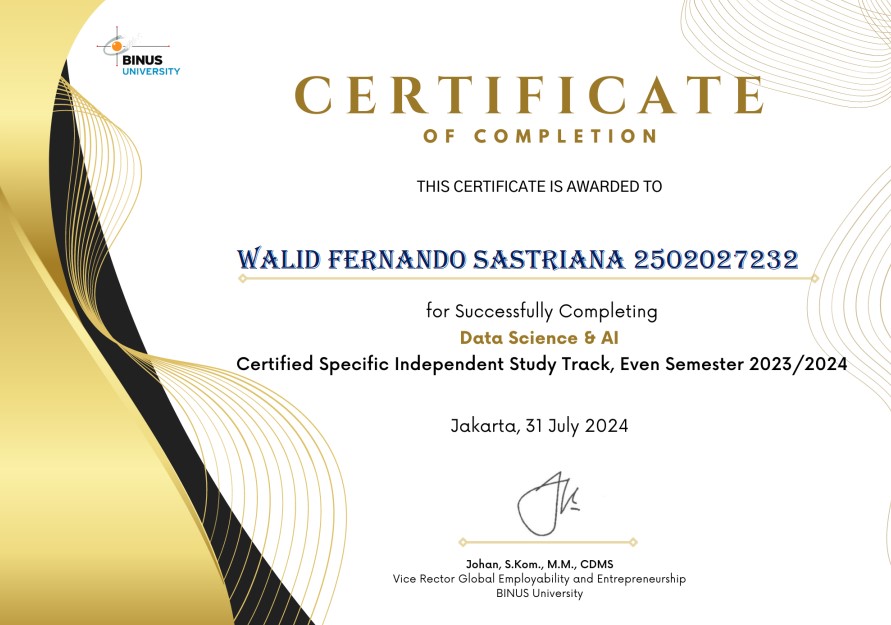 BINUS
UNIVERSITY
CERTIFICATE
OF COMPLETION
THIS CERTIFICATE IS AWARDED TO
WALID FERNANDO SASTRIANA 2502027232
for Successfully Completing
Data Science & AI
Certified Specific Independent Study Track, Even Semester 2023/2024
Jakarta, 31 July 2024
Johan, S.Kom., M.M., CDMS
Vice Rector Global Employability and Entrepreneurship
BINUS University